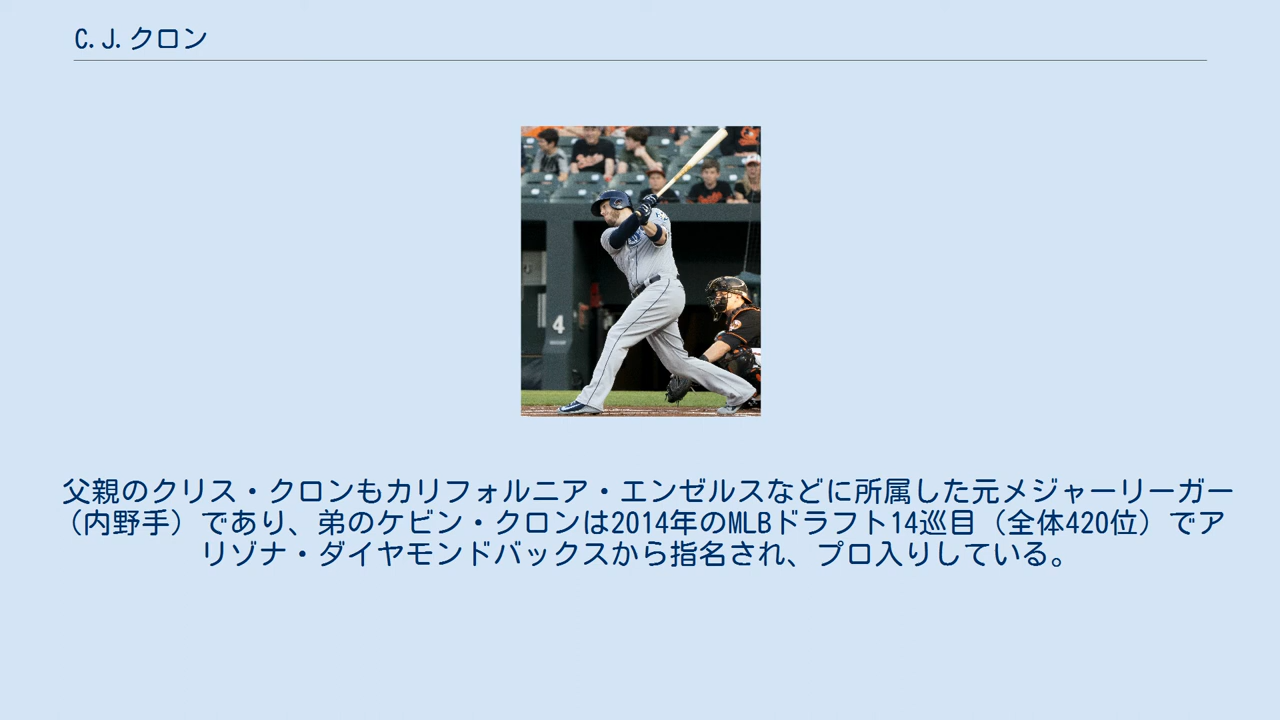 C.J.クロン
4
父親のクリス・クロンもカリフォルニア・エンゼルスなどに所属した元メジャーリーガー
（内野手）であり、弟のケビン・クロンは2014年のMLBドラフト14巡目（全体420位）でア
リゾナ・ダイヤモンドバックスから指名され、プロ入りしている。